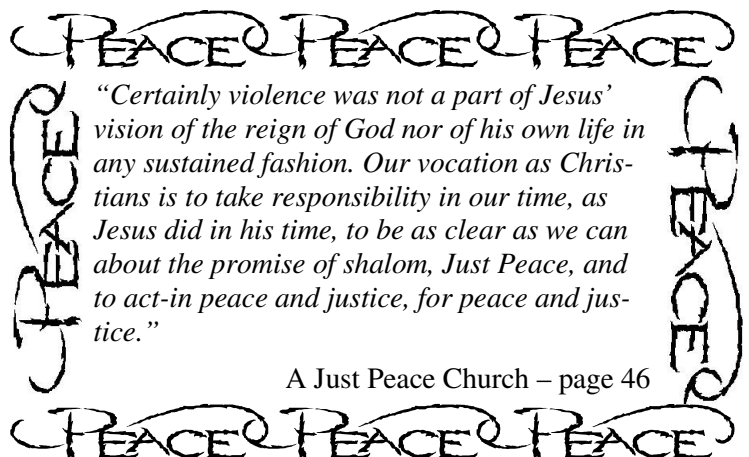 PEACE PEACE PEACE
PEACE
“Certainly violence was not a part of Jesus’
vision of the reign of God nor of his own life in
any sustained fashion. Our vocation as Chris-
tians is to take responsibility in our time, as
Jesus did in his time, to be as clear as we can
about the promise of shalom, Just Peace, and
to act-in peace and justice, for peace and jus-
tice.”
A Just Peace Church – page 46
PEACE
PEACE PEACE PEACE